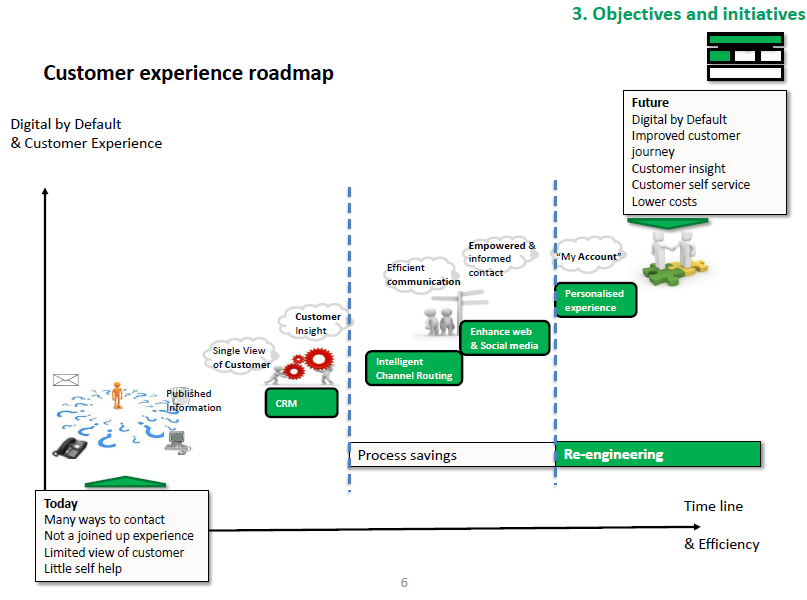 3. Objectives and initiatives
Customer experience roadmap
Digital by Default
& Customer Experience
Future
Digital by Default
Improved customer
journey
Customer insight
Customer self service
Lower costs
Empowered &
informed
contact
"My Account"
Efficient
communication
Personalised
experience
Customer
Insight
Enhance web
& Social media
Single View
of Customer
Intelligent
Channel Routing
Published
Information
CRM
Process savings
Re-engineering
Today
Many ways to contact
Not a joined up experience
Limited view of customer
Little self help
Time line
& Efficiency
6